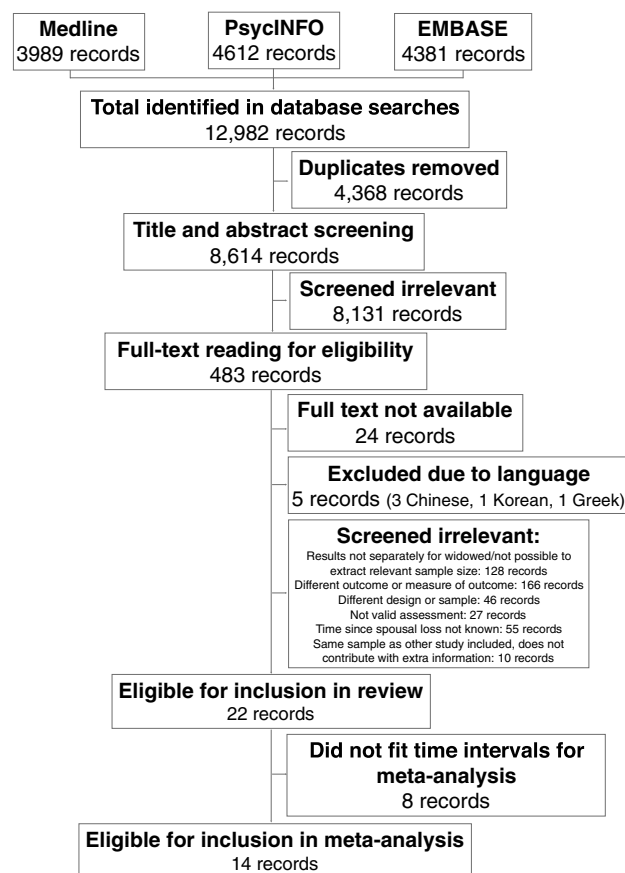 Medline
3989 records
PsycINFO
4612 records
EMBASE
4381 records
Total identified in database searches
12,982 records
Duplicates removed
4,368 records
Title and abstract screening
8,614 records
Screened irrelevant
8,131 records
Full-text reading for eligibility
483 records
Full text not available
24 records
Excluded due to language
5 records (3 Chinese, 1 Korean, 1 Greek)
Screened irrelevant:
Results not separately for widowed/not possible to
extract relevant sample size: 128 records
Different outcome or measure of outcome: 166 records
Different design or sample: 46 records
Not valid assessment: 27 records
Time since spousal loss not known: 55 records
Same sample as other study included, does not
contribute with extra information: 10 records
Eligible for inclusion in review
22 records
Did not fit time intervals for
meta-analysis
8 records
Eligible for inclusion in meta-analysis
14 records